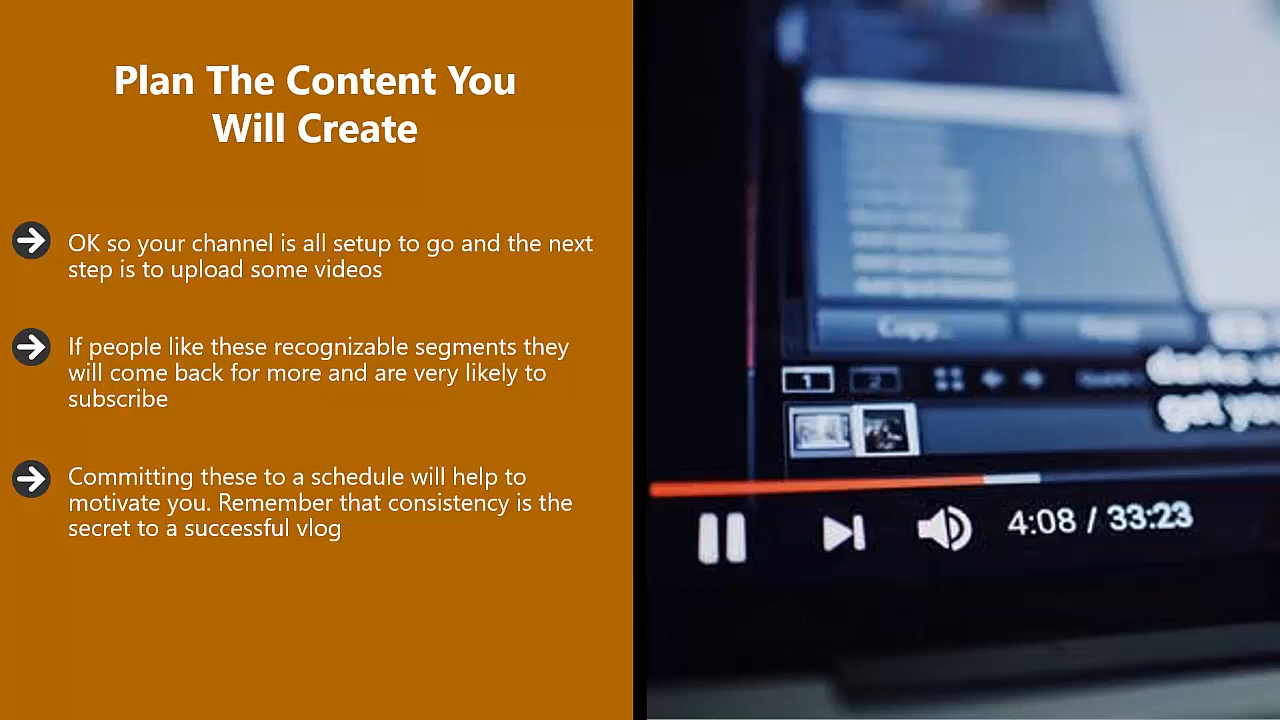 Plan The Content You
Will Create
OK so your channel is all setup to go and the next
step is to upload some videos
If people like these recognizable segments they
will come back for more and are very likely to
subscribe
Committing these to a schedule will help to
motivate you. Remember that consistency is the
secret to a successful vlog
Copy...
1
2
get you
4:08 / 33:23